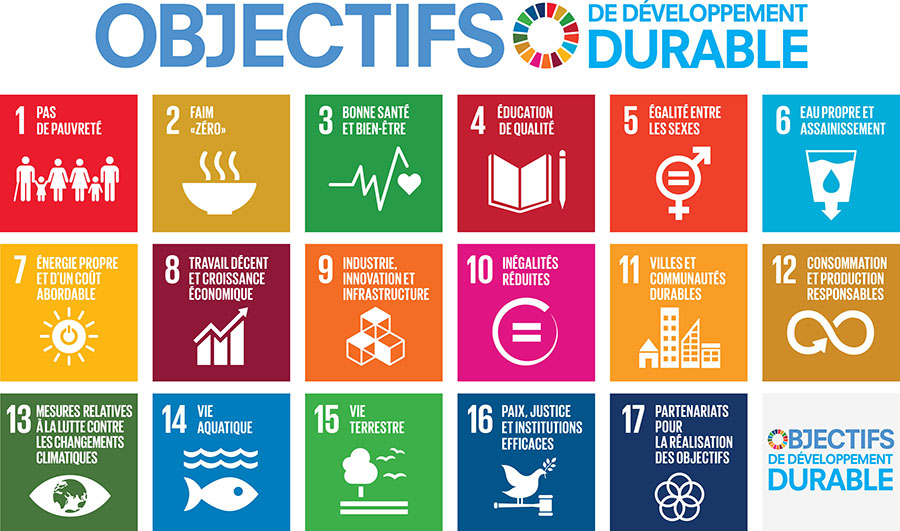 OBJECTIFS
DE DÉVELOPPEMENT
DURABLE
1 PAS
DE PAUVRETÉ
2 FAIM
«ZÉRO»
3 BONNE SANTÉ
ET BIEN-ÊTRE
4 ÉDUCATION
DE QUALITÉ
5 ÉGALITÉ ENTRE
LES SEXES
6 EAU PROPRE ET
ASSAINISSEMENT
7 ÉNERGIE PROPRE
ET D'UN COÛT
ABORDABLE
8 TRAVAIL DÉCENT
ET CROISSANCE
ÉCONOMIQUE
9 INDUSTRIE,
INNOVATION ET
INFRASTRUCTURE
10 INÉGALITÉS
RÉDUITES
11 VILLES ET
COMMUNAUTÉS
DURABLES
12 CONSOMMATION
ET PRODUCTION
RESPONSABLES
13 MESURES RELATIVES
À LA LUTTE CONTRE
LES CHANGEMENTS
CLIMATIQUES
14 VIE
AQUATIQUE
15 VIE
TERRESTRE
16 PAIX, JUSTICE
ET INSTITUTIONS
EFFICACES
17 PARTENARIATS
POUR
LA RÉALISATION
DES OBJECTIFS
OBJECTIFS
DE DÉVELOPPEMENT
DURABLE